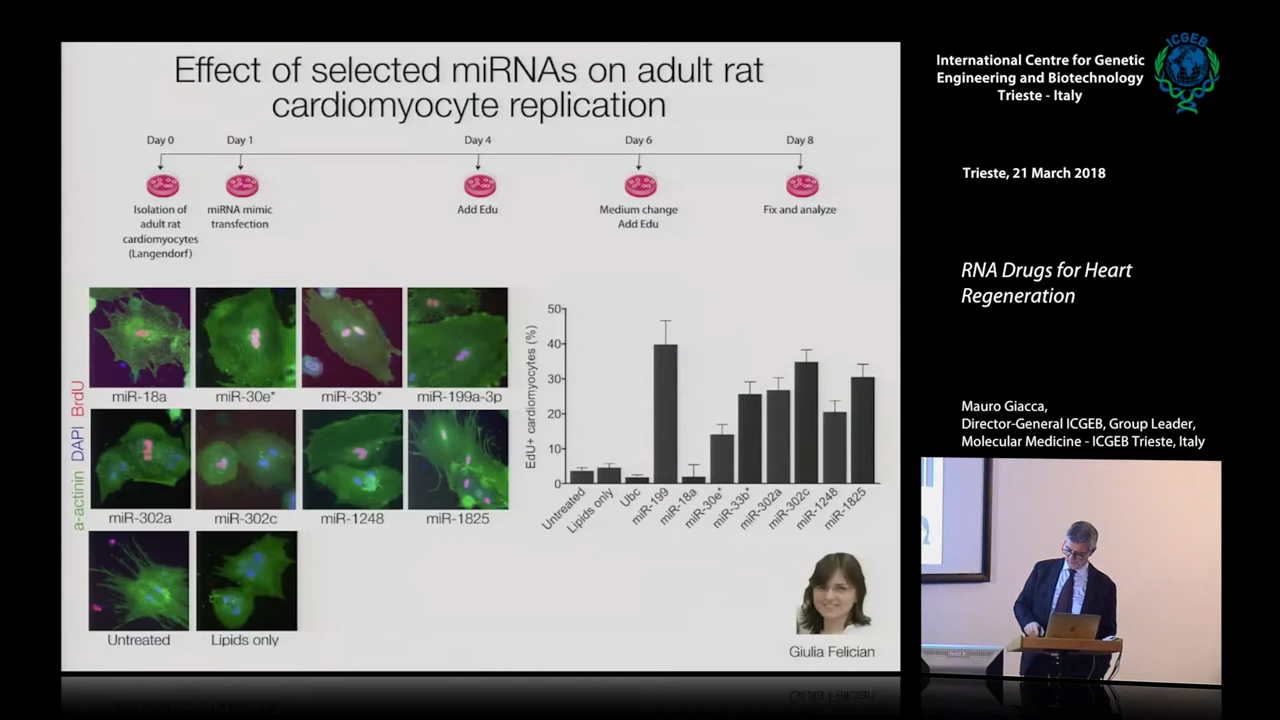 Effect of selected miRNAs on adult rat
cardiomyocyte replication
Day 0
Day 1
Day 4
Day 6
Day 8
Isolation of
adult rat
cardiomyocytes
(Langendorf)
miRNA mimic
transfection
Add Edu
Medium change
Add Edu
Fix and analyze
a-actinin DAPI BrdU
miR-18a
miR-30e*
miR-33b*
miR-199a-3p
miR-302a
miR-302c
miR-1248
miR-1825
Untreated
Lipids only
EdU+ cardiomyocytes (%)
50
40
30
20
10
0
Untreated
Lipids only
Ubc
miR-199
miR-18a
miR-30e*
miR-33b*
miR-302a
miR-302c
miR-1248
miR-1825
Giulia Felician
International Centre for Genetic
Engineering and Biotechnology
Trieste - Italy
ICGEB
Trieste, 21 March 2018
RNA Drugs for Heart
Regeneration
Mauro Giacca,
Director-General ICGEB, Group Leader,
Molecular Medicine - ICGEB Trieste, Italy